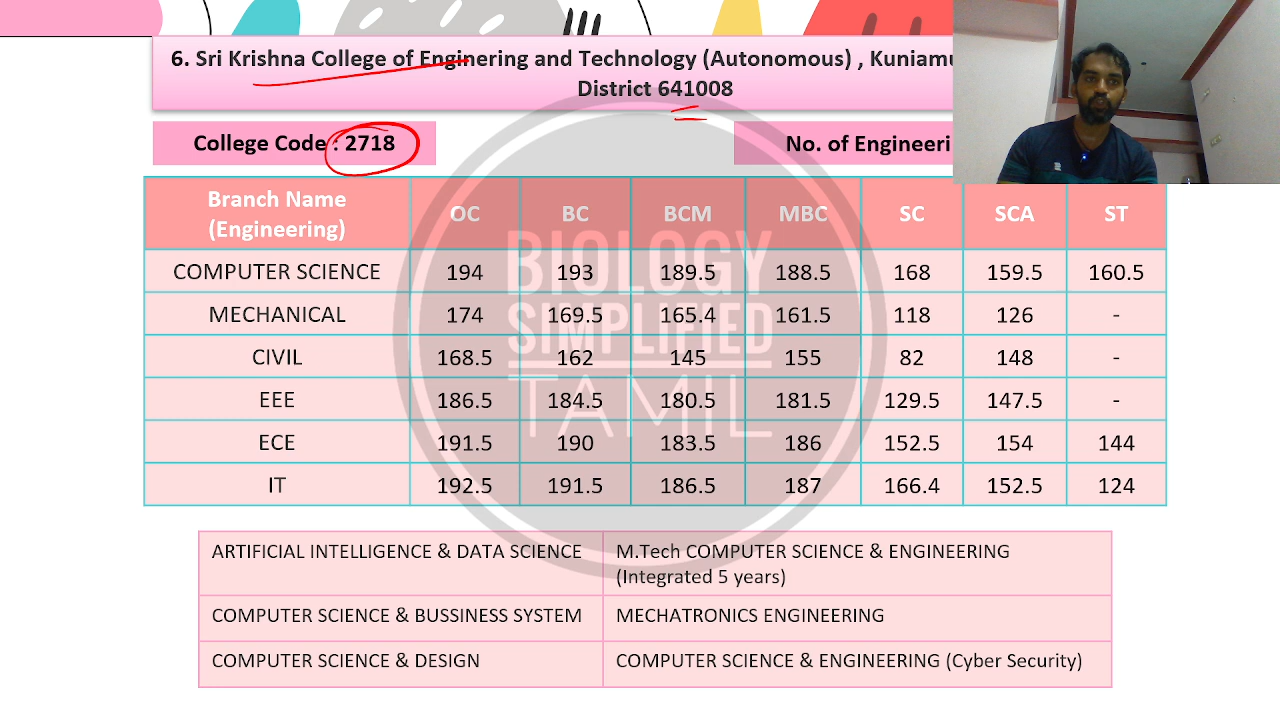 6. Sri Krishna College of Enginering and Technology (Autonomous) , Kuniamu
District 641008
College Code : 2718
No. of Engineeri
Branch Name (Engineering) OC BC BCM MBC SC SCA ST
COMPUTER SCIENCE 194 193 189.5 188.5 168 159.5 160.5
MECHANICAL 174 169.5 165.4 161.5 118 126 -
CIVIL 168.5 162 145 155 82 148 -
EEE 186.5 184.5 180.5 181.5 129.5 147.5 -
ECE 191.5 190 183.5 186 152.5 154 144
IT 192.5 191.5 186.5 187 166.4 152.5 124
BIOLOGY
SIMPLIFIED
TAMIL
ARTIFICIAL INTELLIGENCE & DATA SCIENCE M.Tech COMPUTER SCIENCE & ENGINEERING
(Integrated 5 years)
COMPUTER SCIENCE & BUSSINESS SYSTEM MECHATRONICS ENGINEERING
COMPUTER SCIENCE & DESIGN COMPUTER SCIENCE & ENGINEERING (Cyber Security)